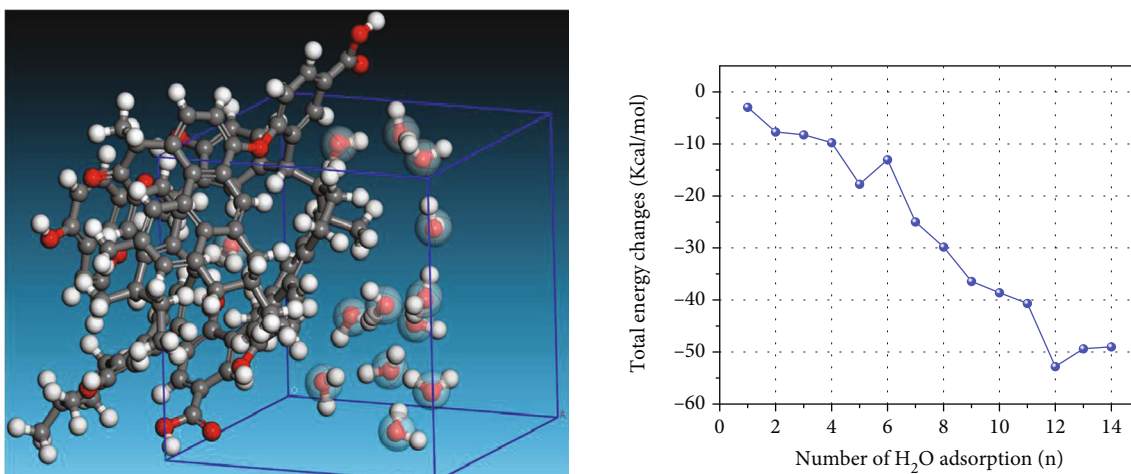 A
O
Total energy changes (Kcal/mol)
0
−10
−20
−30
−40
−50
−60
0 2 4 6 8 10 12 14
Number of H₂O adsorption (n)